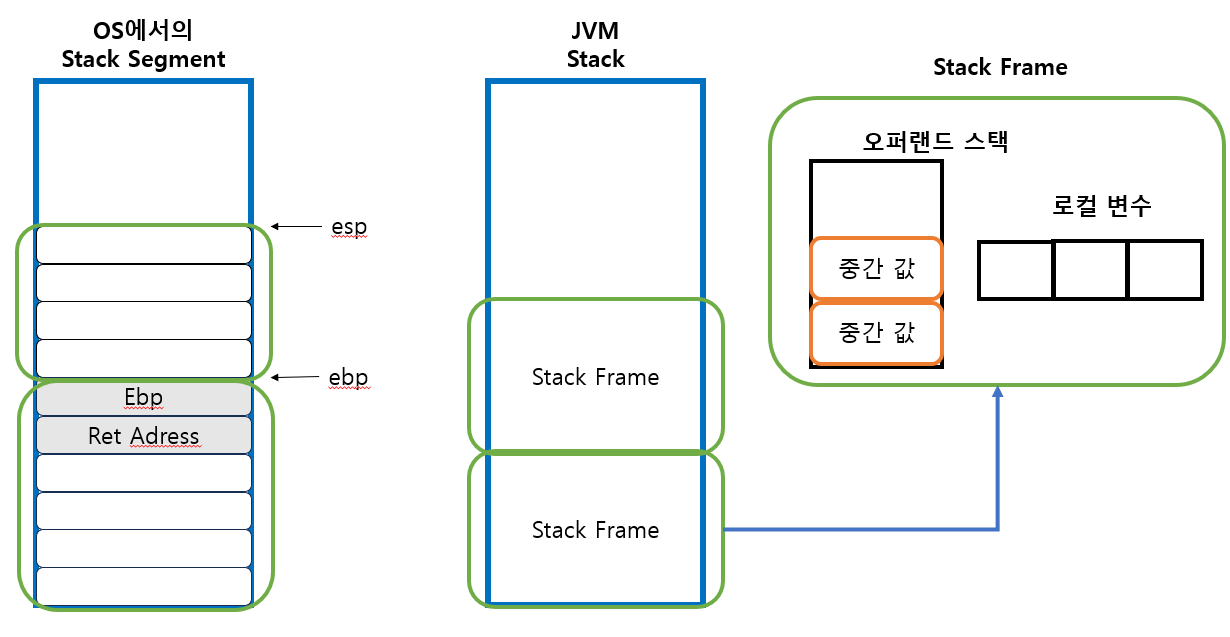 OS에서의
Stack Segment
esp
ebp
Ebp
Ret Adress
JVM
Stack
Stack Frame
Stack Frame
Stack Frame
오퍼랜드 스택
중간 값
중간 값
로컬 변수